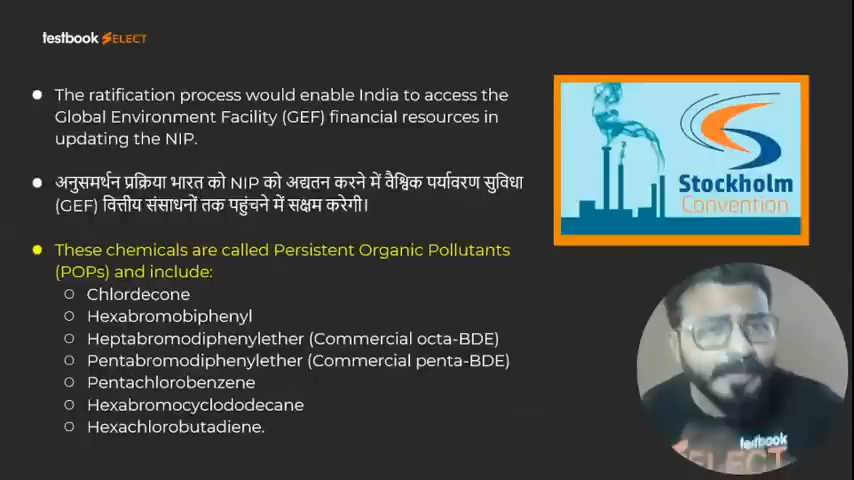 testbook SELECT
The ratification process would enable India to access the
Global Environment Facility (GEF) financial resources in
updating the NIP.
अनुसमर्थन प्रक्रिया भारत को NIP को अद्यतन करने में वैश्विक पर्यावरण सुविधा
(GEF) वित्तीय संसाधनों तक पहुंचने में सक्षम करेगी।
These chemicals are called Persistent Organic Pollutants
(POPs) and include:
Chlordecone
Hexabromobiphenyl
Heptabromodiphenylether (Commercial octa-BDE)
Pentabromodiphenylether (Commercial penta-BDE)
Pentachlorobenzene
Hexabromocyclododecane
Hexachlorobutadiene.
Stockholm
Convention
testbook
SELECT